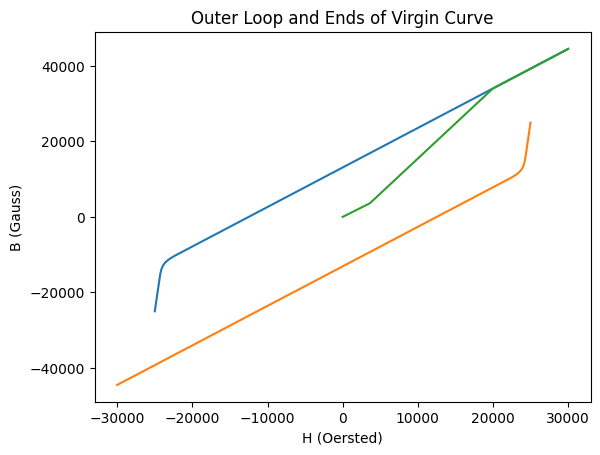 Outer Loop and Ends of Virgin Curve
40000
20000
0
−20000
−40000
B (Gauss)
−30000 −20000 −10000 0 10000 20000 30000
H (Oersted)